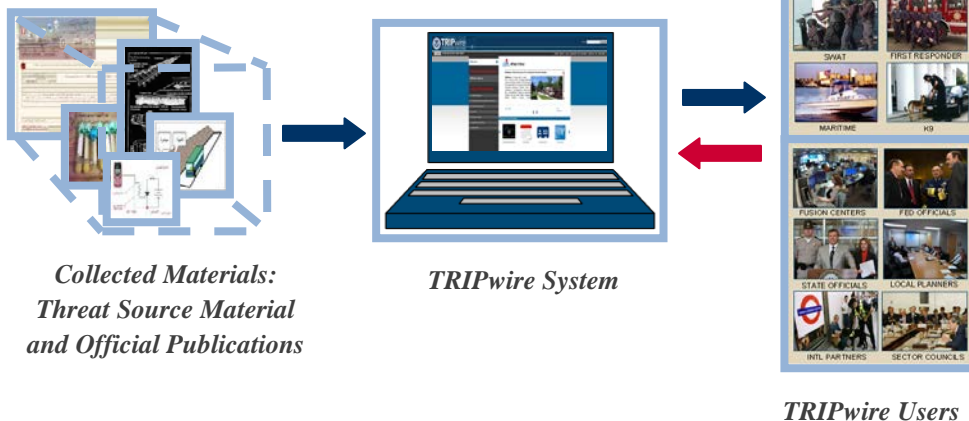 TRIPwire
SWAT
FIRST RESPONDER
MARITIME
K9
FUSION CENTERS
FED OFFICIALS
STATE OFFICIALS
LOCAL PLANNERS
INTL PARTNERS
SECTOR COUNCILS
Collected Materials:
Threat Source Material
and Official Publications
TRIPwire System
TRIPwire Users